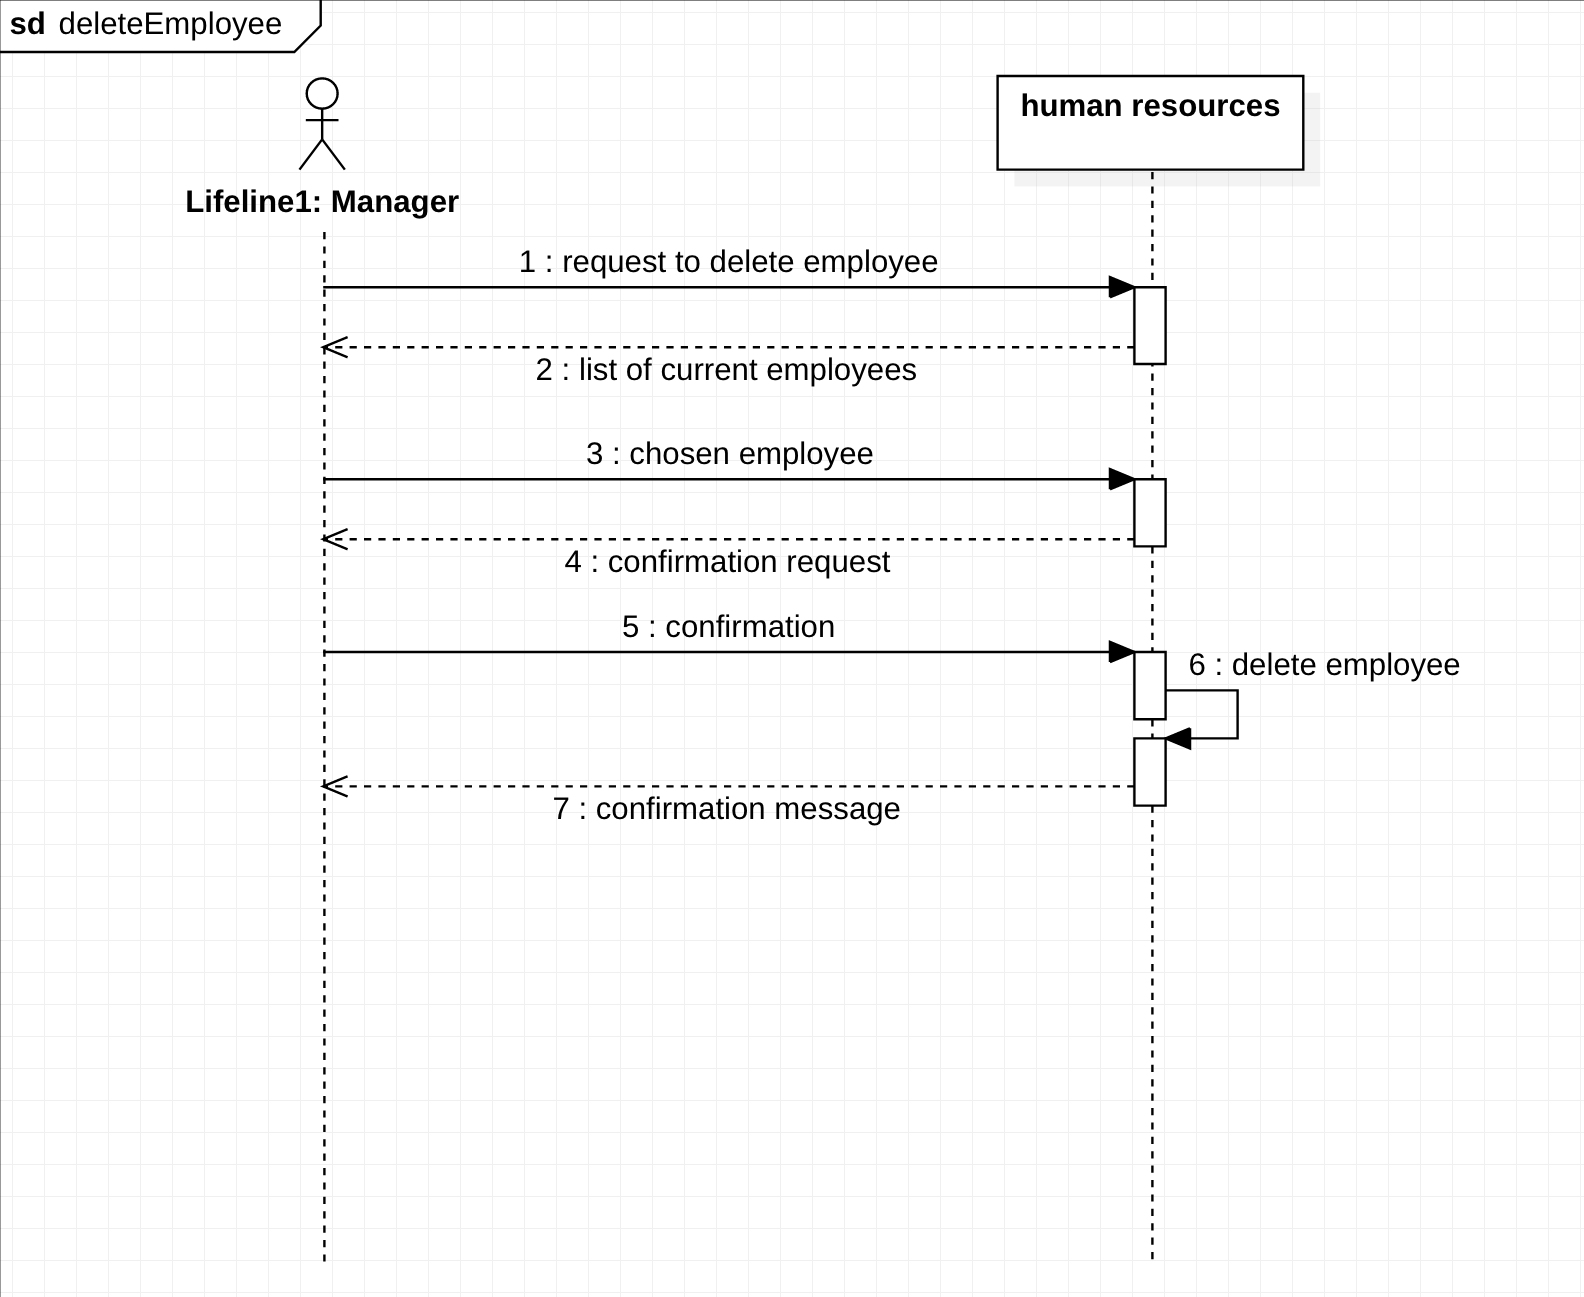 sd deleteEmployee
human resources
Lifeline1: Manager
1 : request to delete employee
2 : list of current employees
3 : chosen employee
4 : confirmation request
5 : confirmation
6 : delete employee
7 : confirmation message